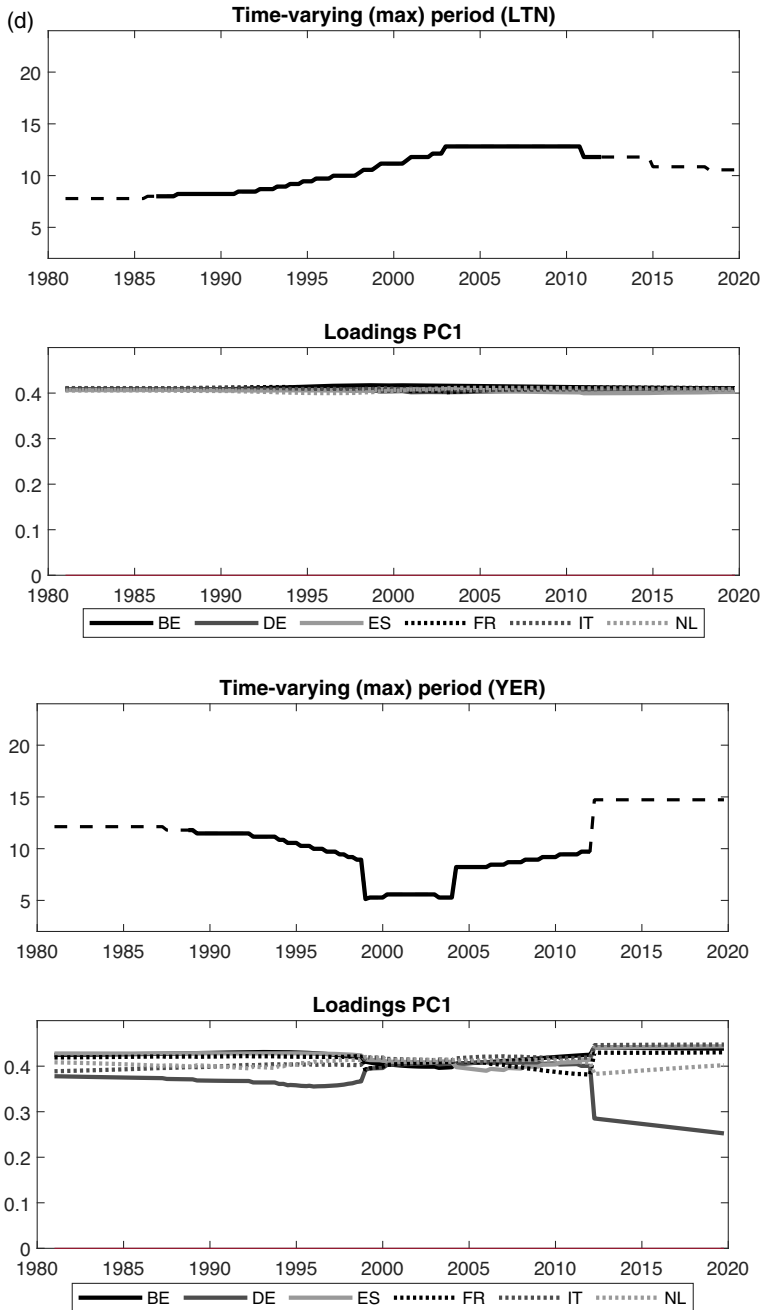 (d)
Time-varying (max) period (LTN)
20
15
10
5
1980 1985 1990 1995 2000 2005 2010 2015 2020
Loadings PC1
0.4
0.3
0.2
0.1
0
1980 1985 1990 1995 2000 2005 2010 2015 2020
BE DE ES FR IT NL
Time-varying (max) period (YER)
20
15
10
5
1980 1985 1990 1995 2000 2005 2010 2015 2020
Loadings PC1
0.4
0.3
0.2
0.1
0
1980 1985 1990 1995 2000 2005 2010 2015 2020
BE DE ES FR IT NL